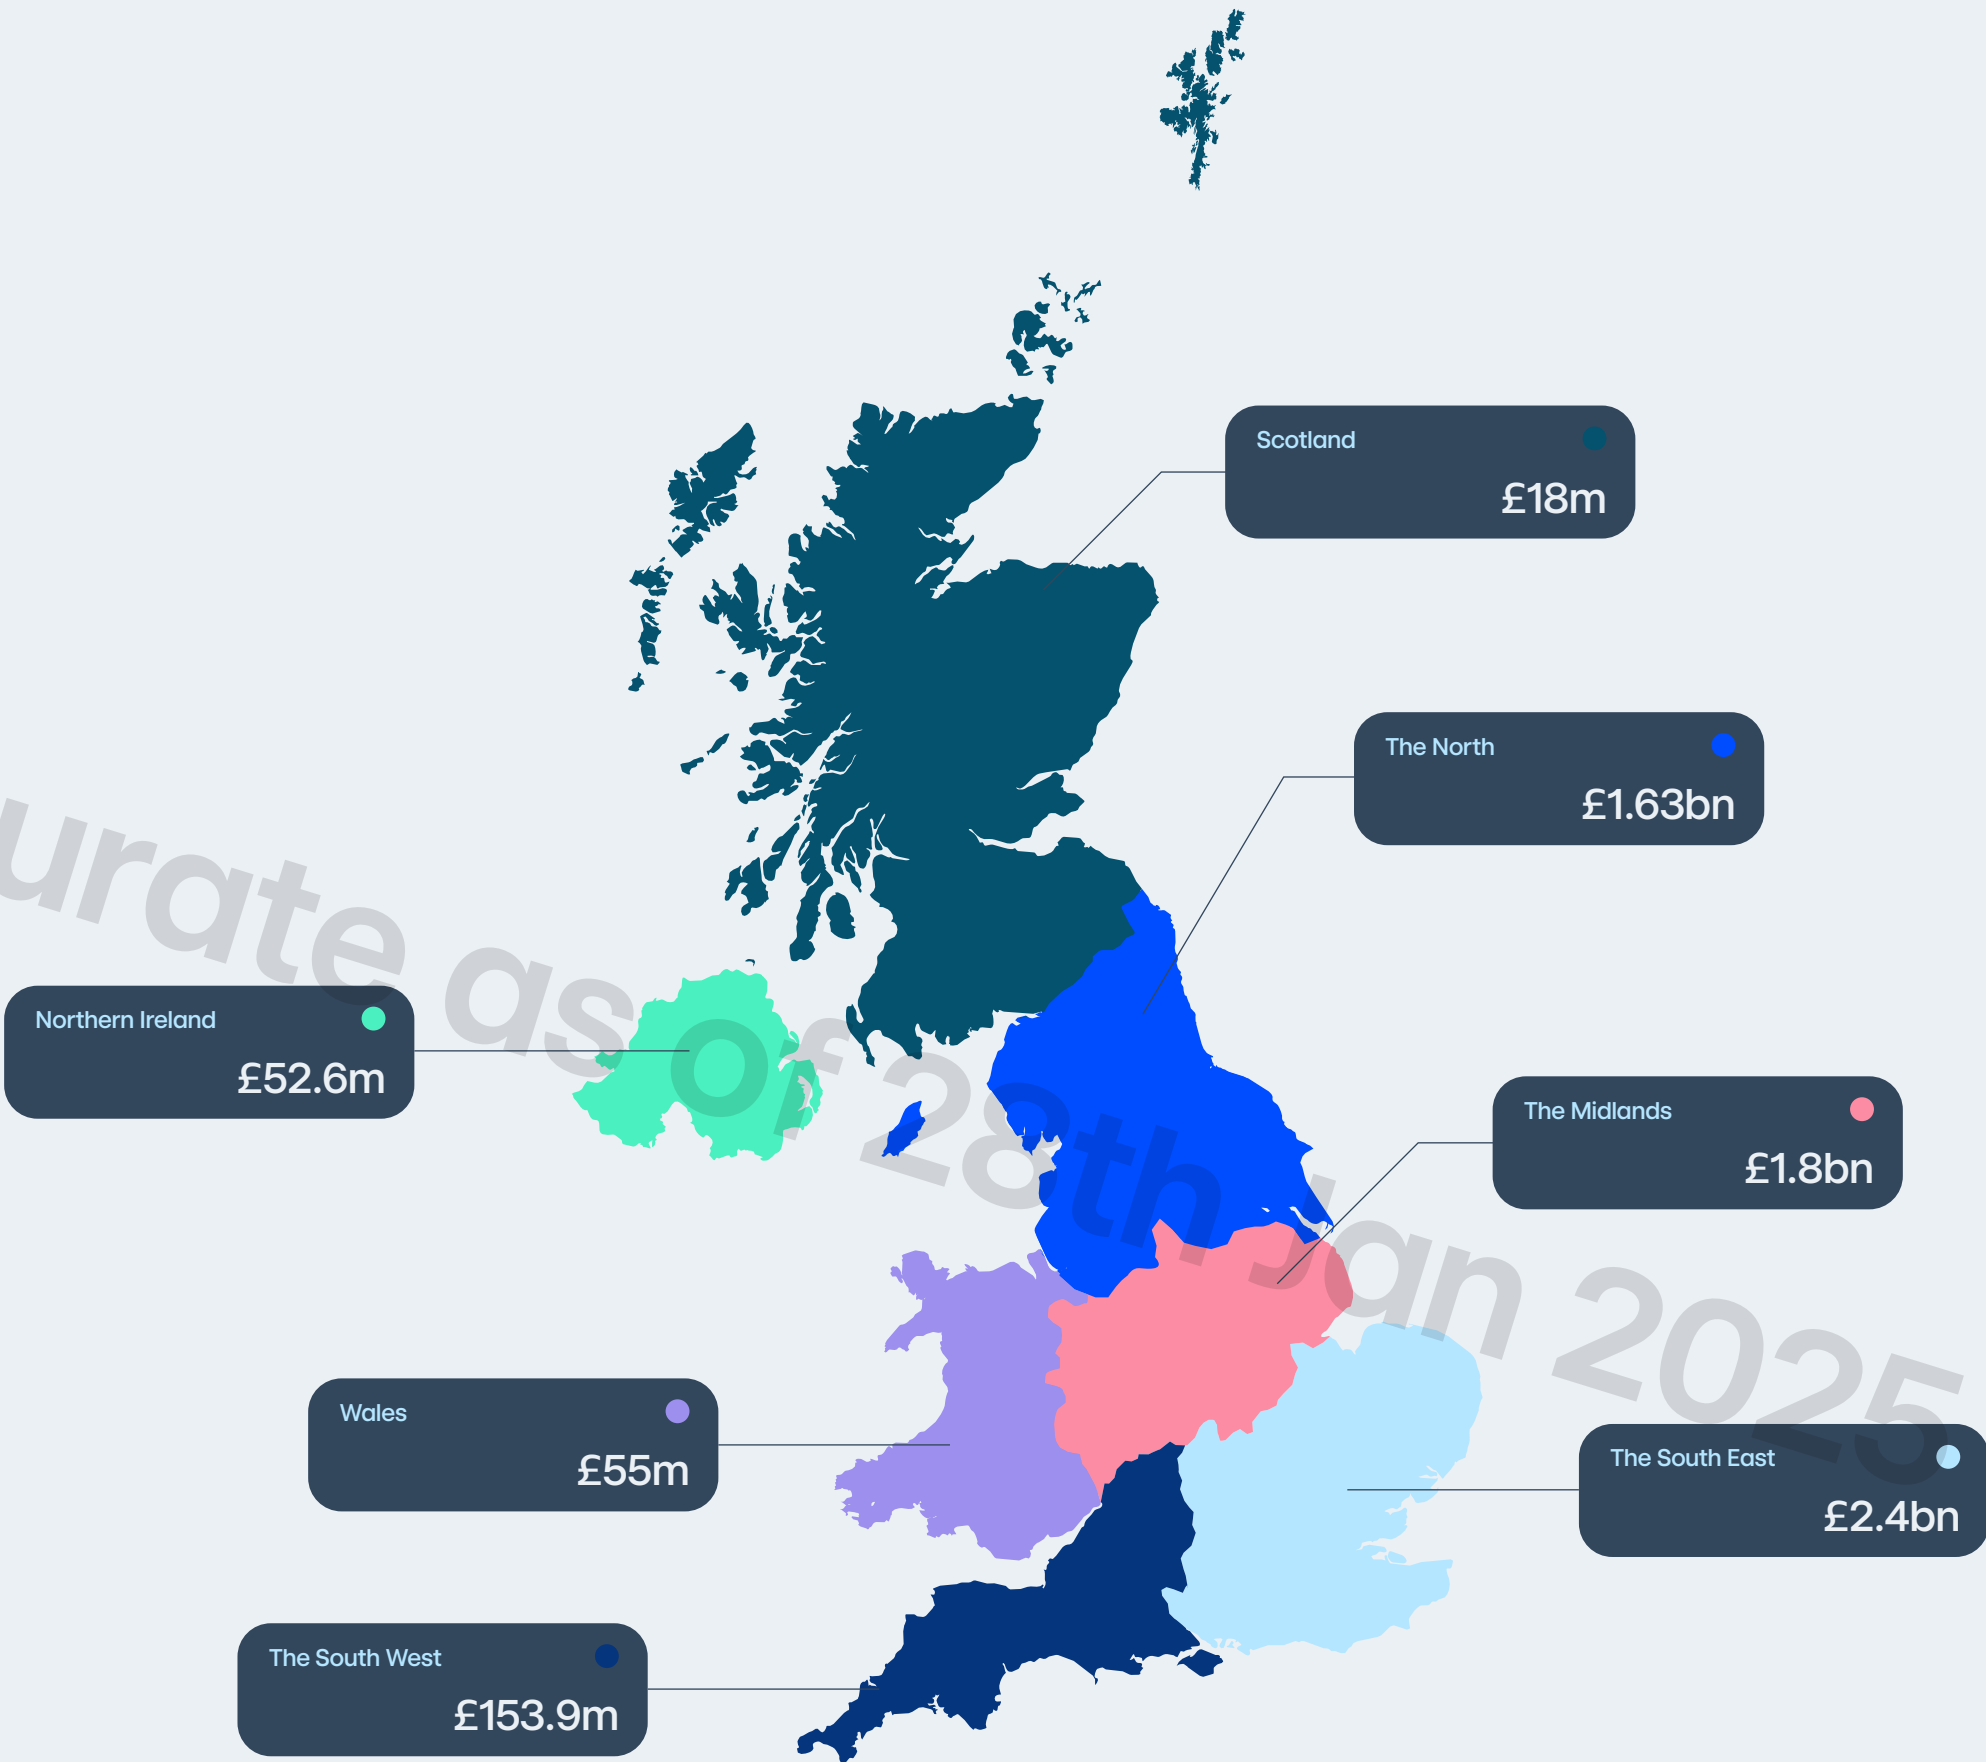 Scotland
£18m
The North
£1.63bn
urate as of 28th Jan 2025
Northern Ireland
£52.6m
The Midlands
£1.8bn
Wales
£55m
The South East
£2.4bn
The South West
£153.9m